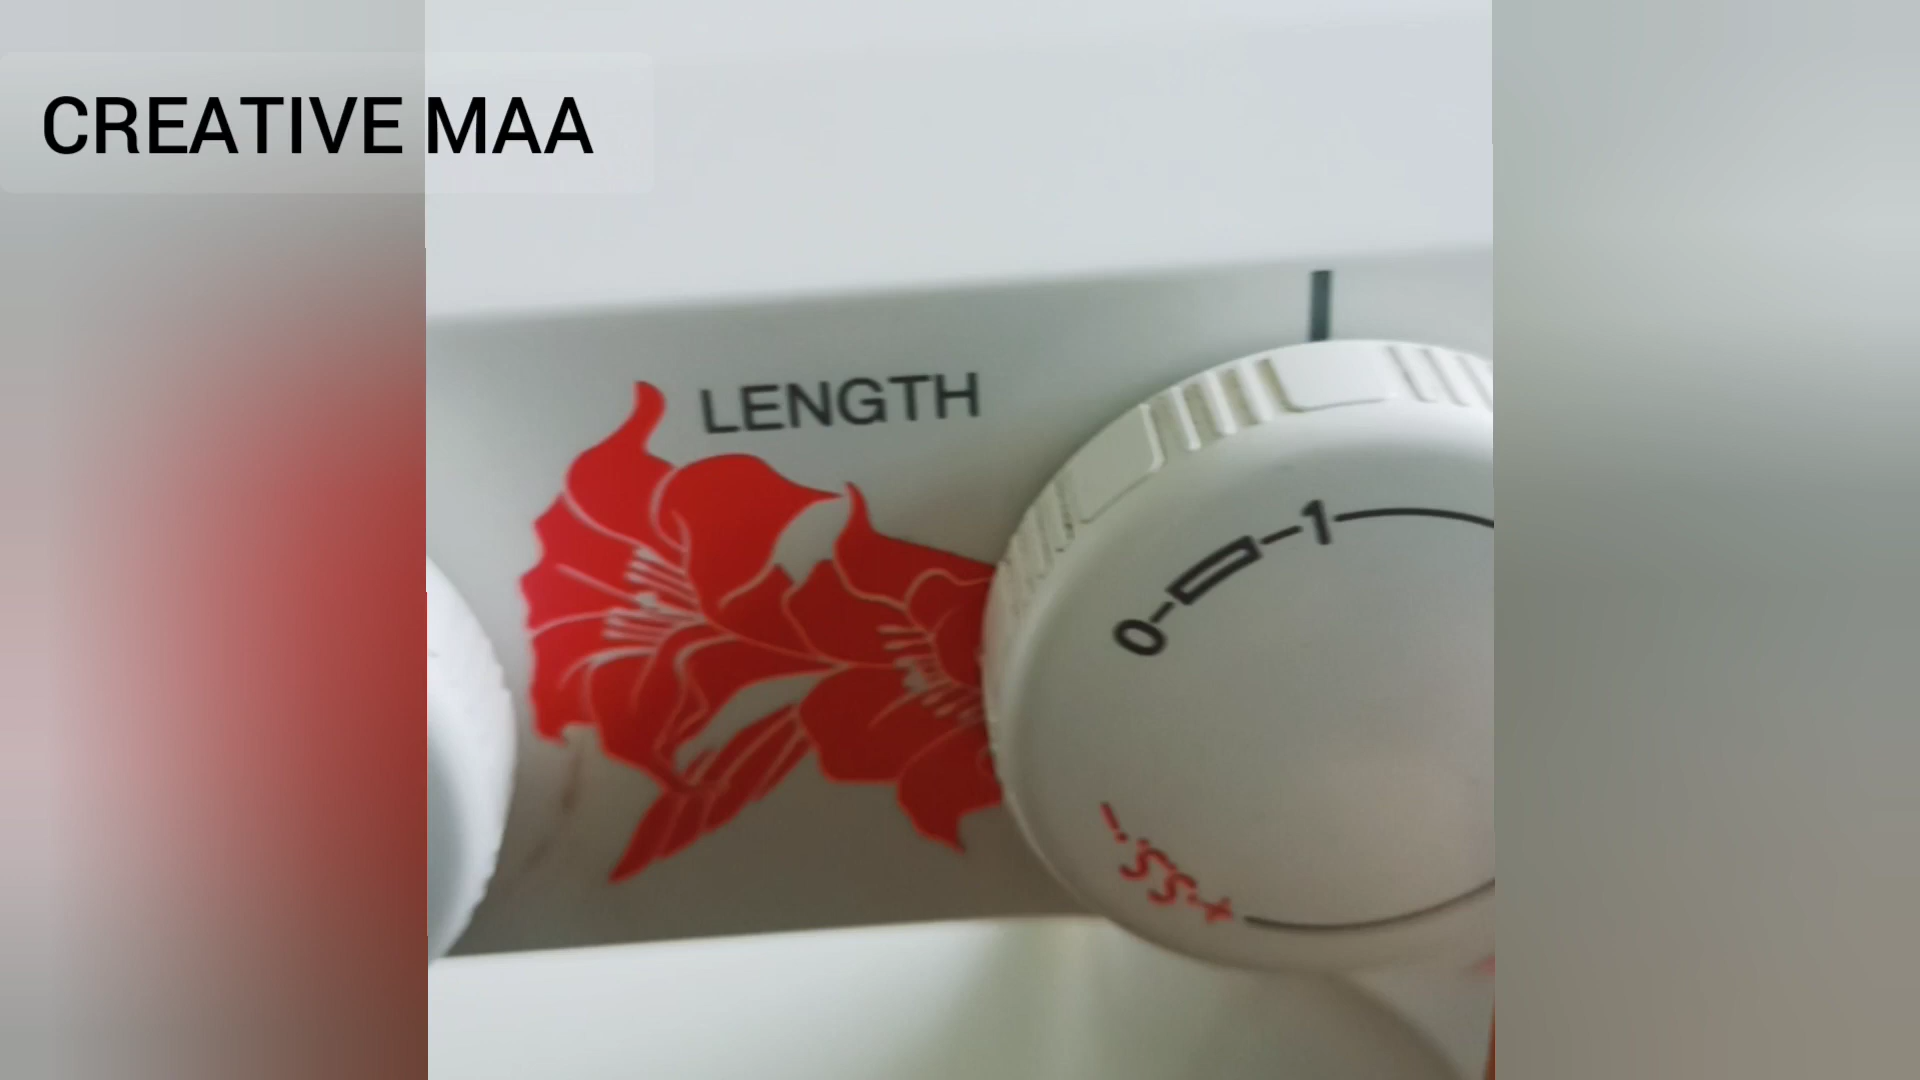 CREATIVE MAA
LENGTH
0
1
- . S.S. +